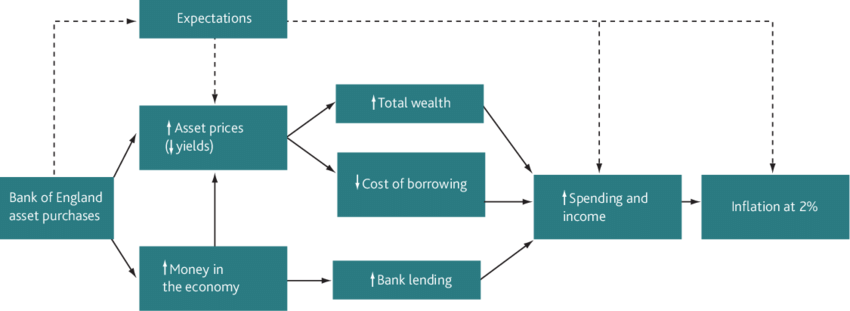 Expectations
↑Total wealth
↑Asset prices
(↓yields)
↓Cost of borrowing
Bank of England
asset purchases
↑Spending and
income
Inflation at 2%
↑Money in
the economy
↑Bank lending